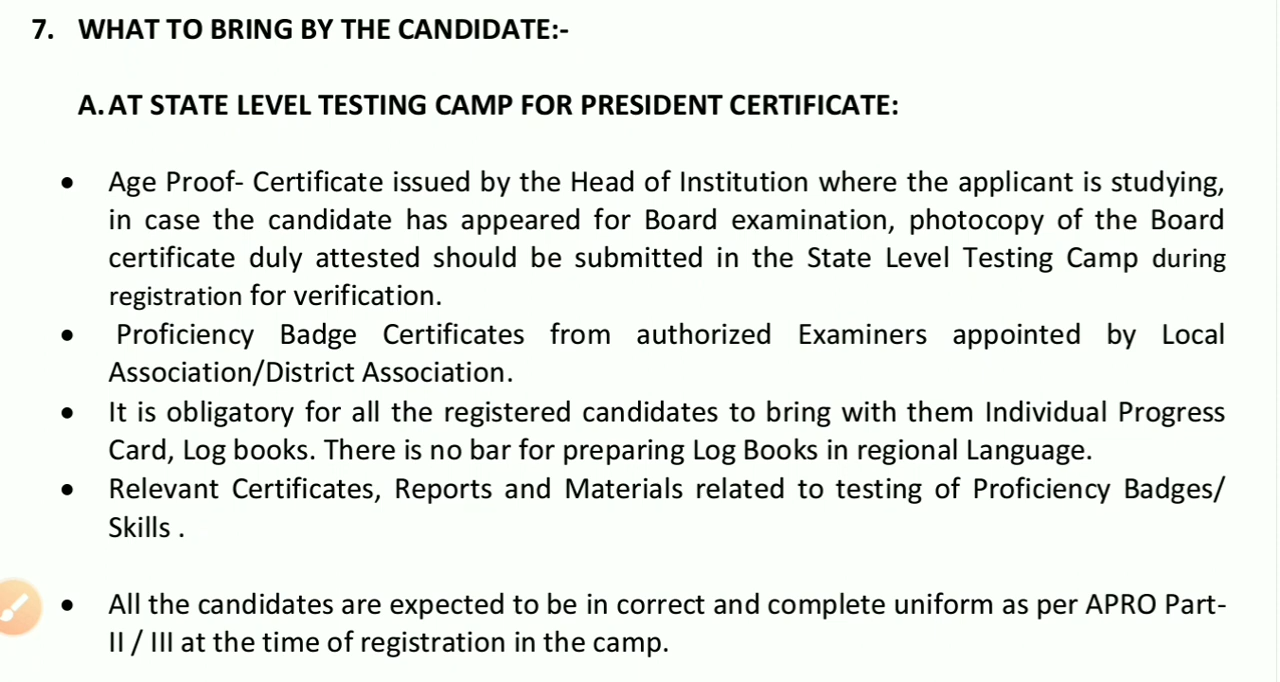 7. WHAT TO BRING BY THE CANDIDATE:-
A. AT STATE LEVEL TESTING CAMP FOR PRESIDENT CERTIFICATE:
• Age Proof- Certificate issued by the Head of Institution where the applicant is studying,
in case the candidate has appeared for Board examination, photocopy of the Board
certificate duly attested should be submitted in the State Level Testing Camp during
registration for verification.
• Proficiency Badge Certificates from authorized Examiners appointed by Local
Association/District Association.
• It is obligatory for all the registered candidates to bring with them Individual Progress
Card, Log books. There is no bar for preparing Log Books in regional Language.
• Relevant Certificates, Reports and Materials related to testing of Proficiency Badges/
Skills .
• All the candidates are expected to be in correct and complete uniform as per APRO Part-
II / III at the time of registration in the camp.